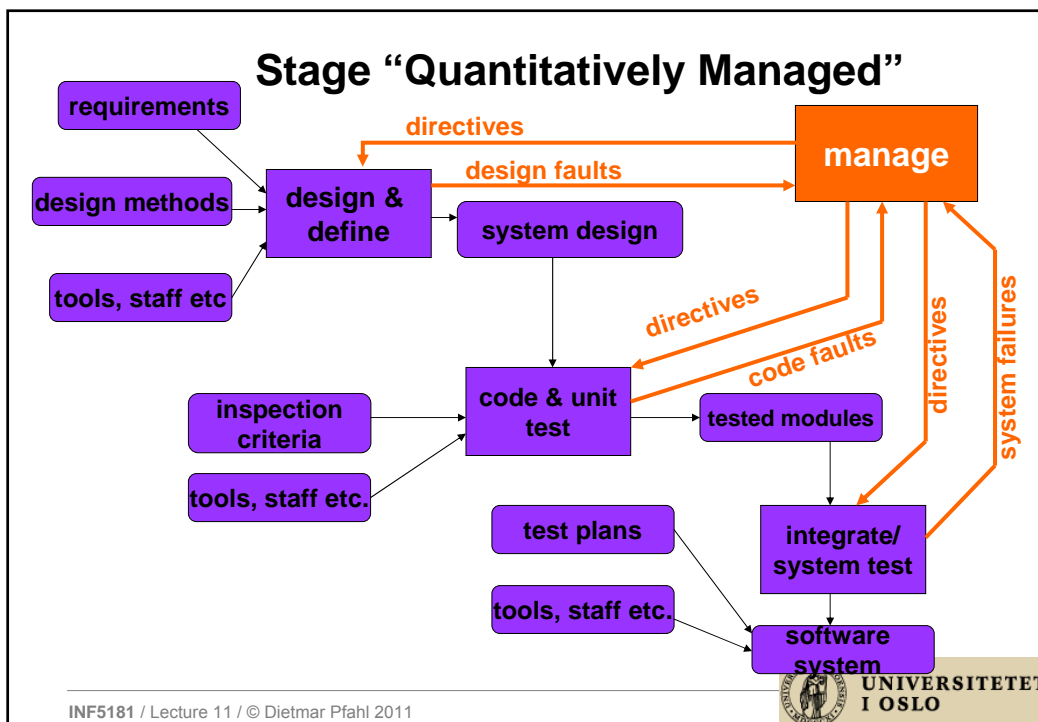 Stage “Quantitatively Managed”
requirements
directives
manage
design faults
design methods
design &
define
system design
tools, staff etc
directives
code faults
directives
system failures
inspection
criteria
code & unit
test
tested modules
tools, staff etc.
test plans
integrate/
system test
tools, staff etc.
software
system
INF5181 / Lecture 11 / © Dietmar Pfahl 2011
UNIVERSITETET
I OSLO